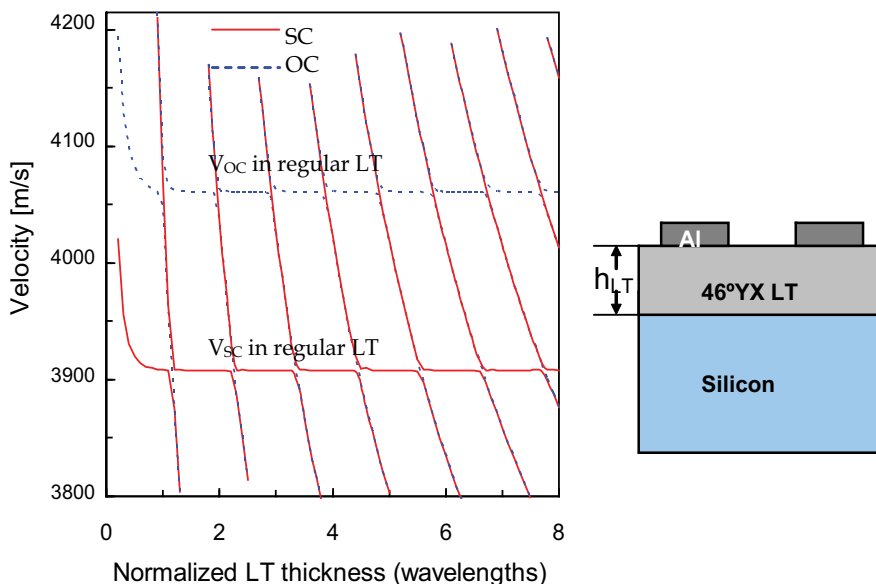 4200
4100
4000
3900
3800
Velocity [m/s]
SC
OC
V_OC in regular LT
V_SC in regular LT
0 2 4 6 8
Normalized LT thickness (wavelengths)
Al
h_LT
46ºYX LT
Silicon